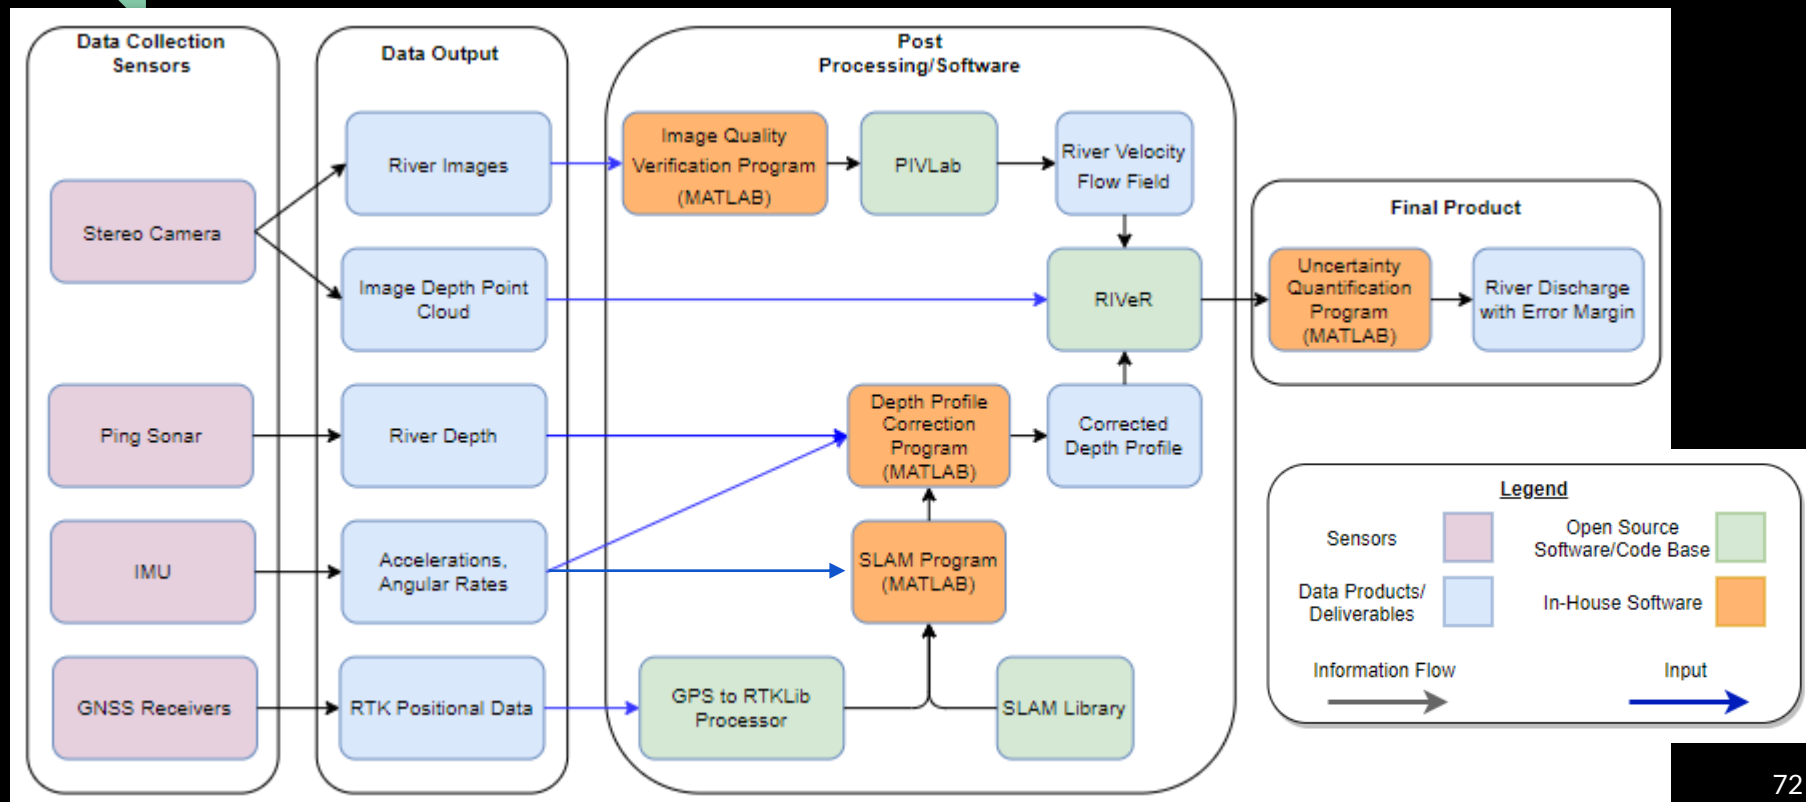 Data Collection
Sensors
Stereo Camera
Ping Sonar
IMU
GNSS Receivers
Data Output
River Images
Image Depth Point
Cloud
River Depth
Accelerations,
Angular Rates
RTK Positional Data
Post
Processing/Software
Image Quality
Verification Program
(MATLAB)
PIVLab
River Velocity
Flow Field
RIVeR
Depth Profile
Correction
Program
(MATLAB)
Corrected
Depth Profile
SLAM Program
(MATLAB)
GPS to RTKLib
Processor
SLAM Library
Final Product
Uncertainty
Quantification
Program
(MATLAB)
River Discharge
with Error Margin
Legend
Sensors
Open Source
Software/Code Base
Data Products/
Deliverables
In-House Software
Information Flow
Input
72